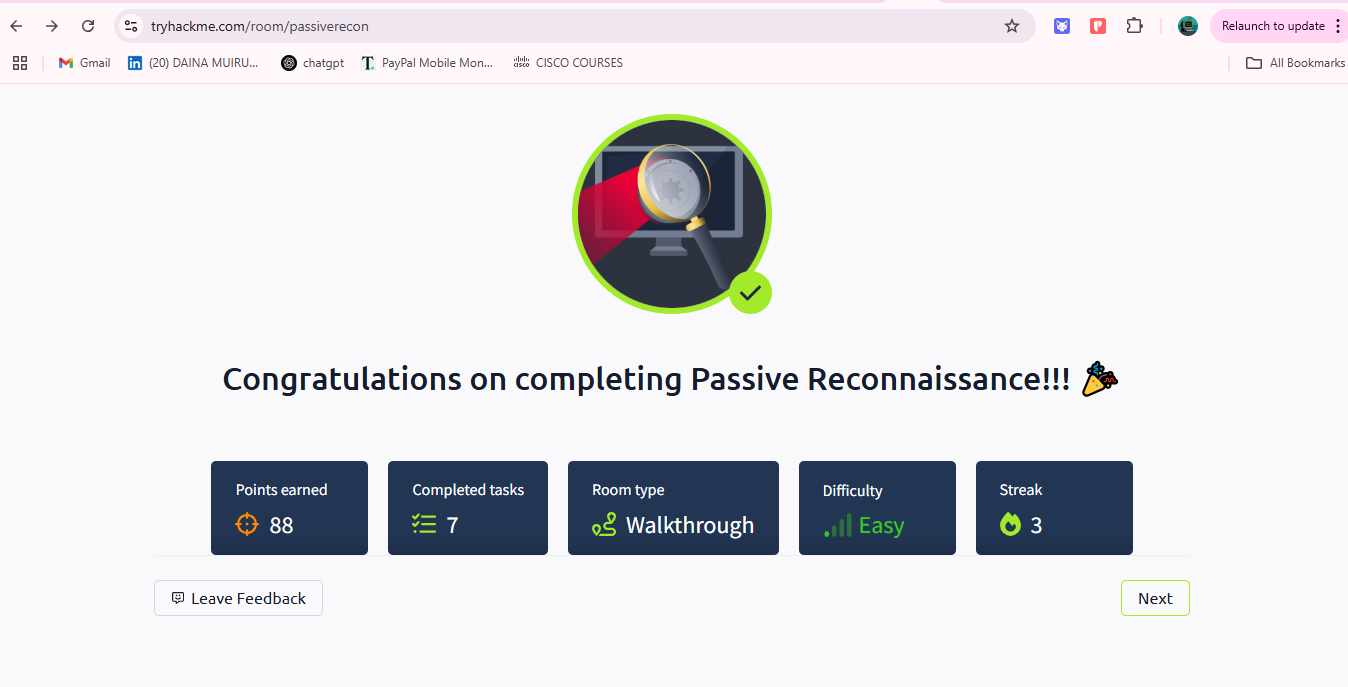 tryhackme.com/room/passiverecon
Relaunch to update
Gmail
(20) DAINA MUIRU...
chatgpt
PayPal Mobile Mon...
CISCO COURSES
All Bookmarks
Congratulations on completing Passive Reconnaissance!!!
Points earned
88
Completed tasks
7
Room type
Walkthrough
Difficulty
Easy
Streak
3
Leave Feedback
Next